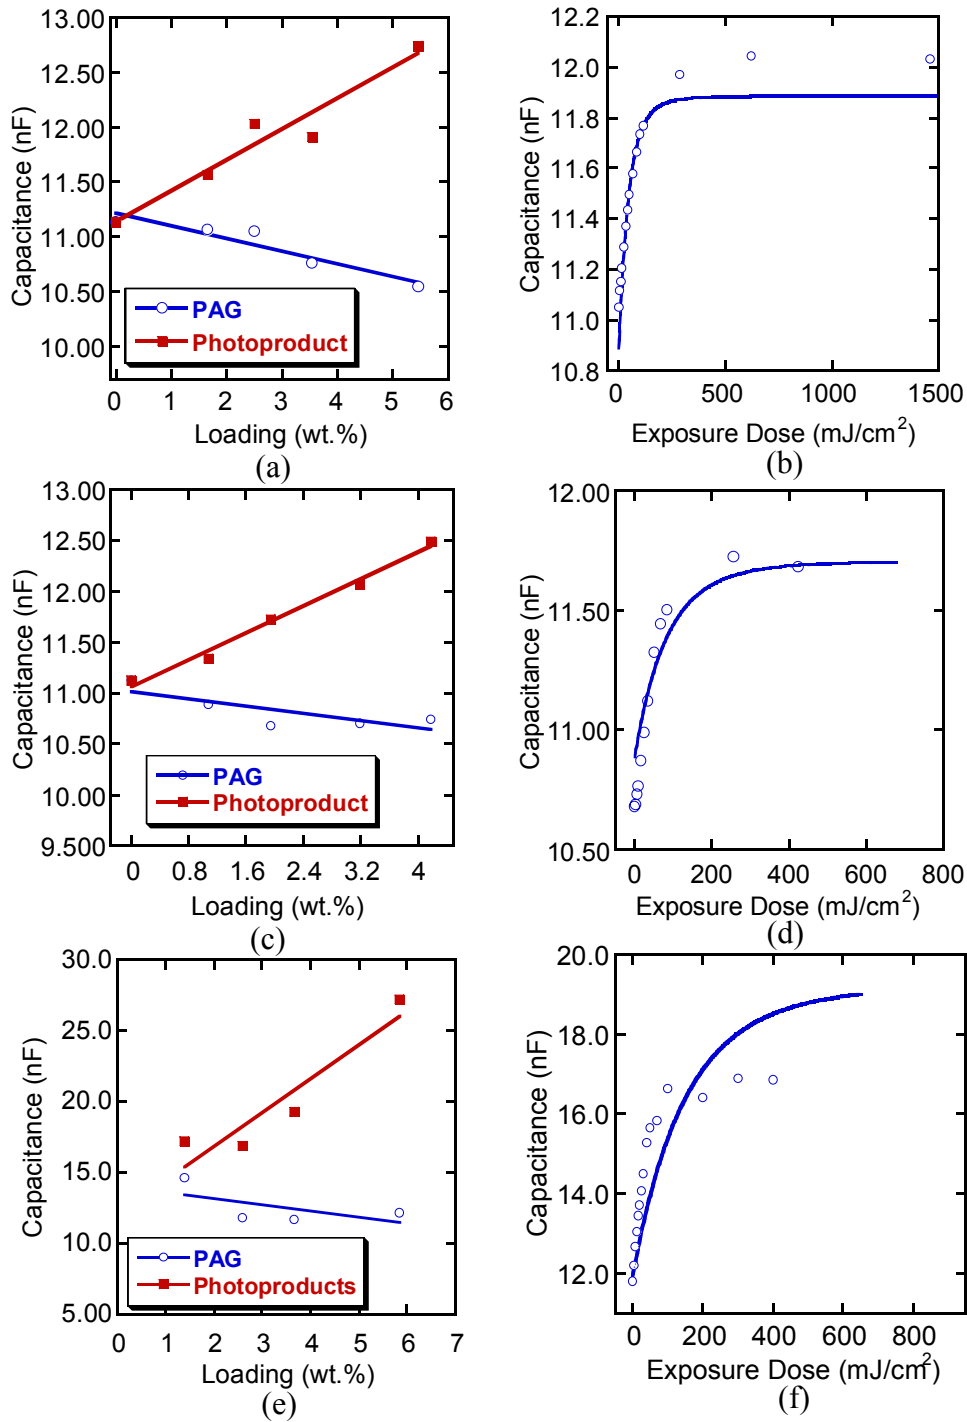 13.00
12.50
12.00
11.50
11.00
10.50
10.00
Capacitance (nF)
PAG
Photoproduct
0 1 2 3 4 5 6
Loading (wt.%)
(a)
12.2
12.0
11.8
11.6
11.4
11.2
11.0
10.8
Capacitance (nF)
0 500 1000 1500
Exposure Dose (mJ/cm²)
(b)
13.00
12.50
12.00
11.50
11.00
10.50
10.00
9.500
Capacitance (nF)
PAG
Photoproduct
0 0.8 1.6 2.4 3.2 4
Loading (wt.%)
(c)
12.00
11.50
11.00
10.50
Capacitance (nF)
0 200 400 600 800
Exposure Dose (mJ/cm²)
(d)
30.0
25.0
20.0
15.0
10.0
5.00
Capacitance (nF)
PAG
Photoproducts
0 1 2 3 4 5 6 7
Loading (wt.%)
(e)
20.0
18.0
16.0
14.0
12.0
Capacitance (nF)
0 200 400 600 800
Exposure Dose (mJ/cm²)
(f)